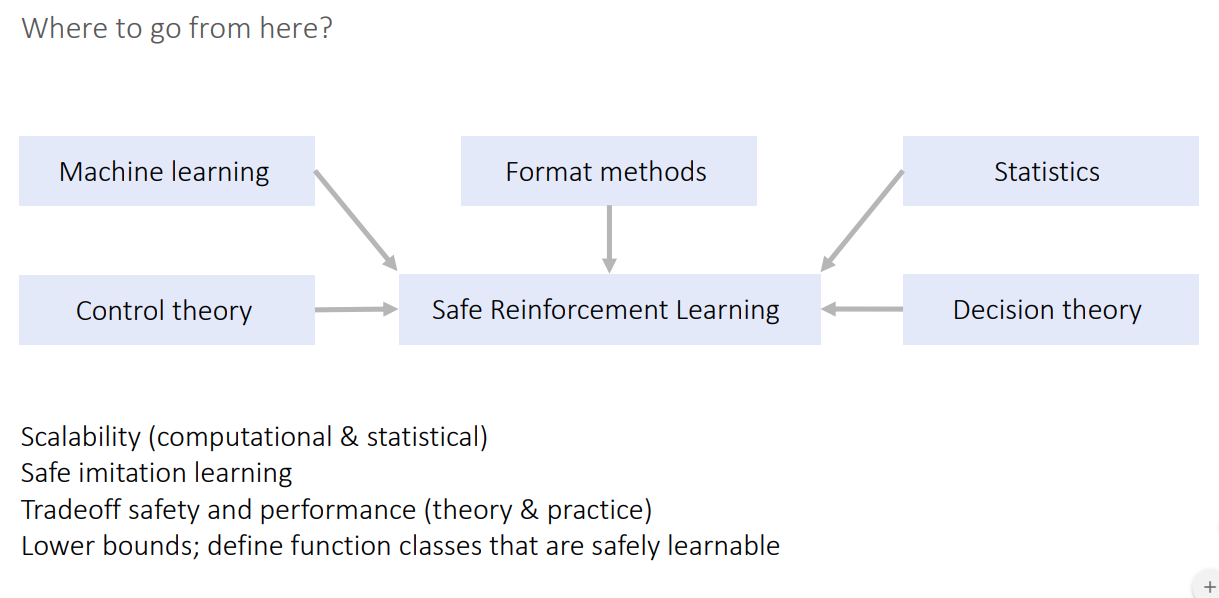 Where to go from here?
Machine learning
Format methods
Statistics
Control theory
Safe Reinforcement Learning
Decision theory
Scalability (computational & statistical)
Safe imitation learning
Tradeoff safety and performance (theory & practice)
Lower bounds; define function classes that are safely learnable
+